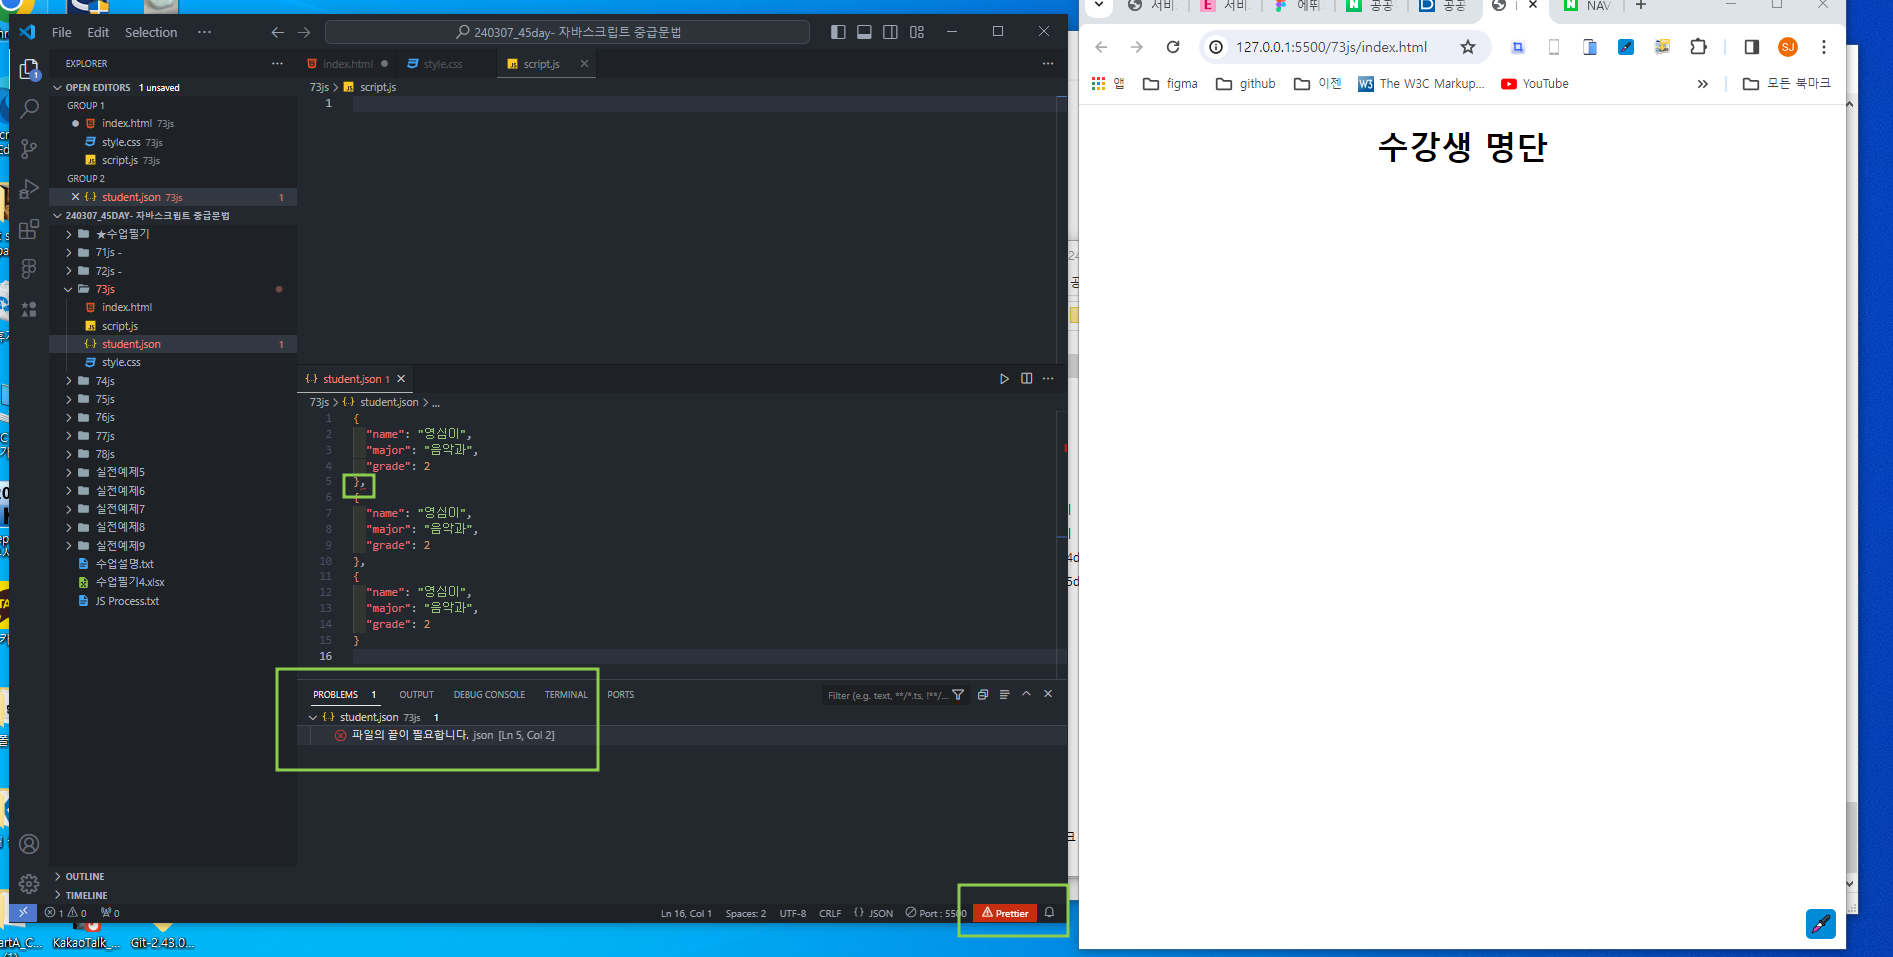 File Edit Selection ···
240307_45day- 자바스크립트 중급문법
EXPLORER
OPEN EDITORS 1 unsaved
GROUP 1
index.html 73js
style.css 73js
script.js 73js
GROUP 2
student.json 73js 1
240307_45DAY- 자바스크립트 중급문법
★수업필기
71js -
72js -
73js
index.html
script.js
student.json 1
style.css
74js
75js
76js
77js
78js
실전예제5
실전예제6
실전예제7
실전예제8
실전예제9
수업설명.txt
수업필기4.xlsx
JS Process.txt
OUTLINE
TIMELINE
index.html style.css script.js
73js > script.js
1
student.json 1
73js > {..} student.json > ...
1 {
2 "name": "영심이",
3 "major": "음악과",
4 "grade": 2
5 },
6 {
7 "name": "영심이",
8 "major": "음악과",
9 "grade": 2
10 },
11 {
12 "name": "영심이",
13 "major": "음악과",
14 "grade": 2
15 }
16
PROBLEMS 1 OUTPUT DEBUG CONSOLE TERMINAL PORTS
Filter (e.g. text, **/*.ts, !**/...
student.json 73js 1
파일의 끝이 필요합니다. json [Ln 5, Col 2]
1 0 0
Ln 16, Col 1 Spaces: 2 UTF-8 CRLF {} JSON Port : 5500 Prettier
KakaoTalk_... Git-2.43.0...
서비 서비 에뛰 공공 공공 NAV
127.0.0.1:5500/73js/index.html
SJ
앱 figma github 이젠 The W3C Markup... YouTube » 모든 북마크
수강생 명단